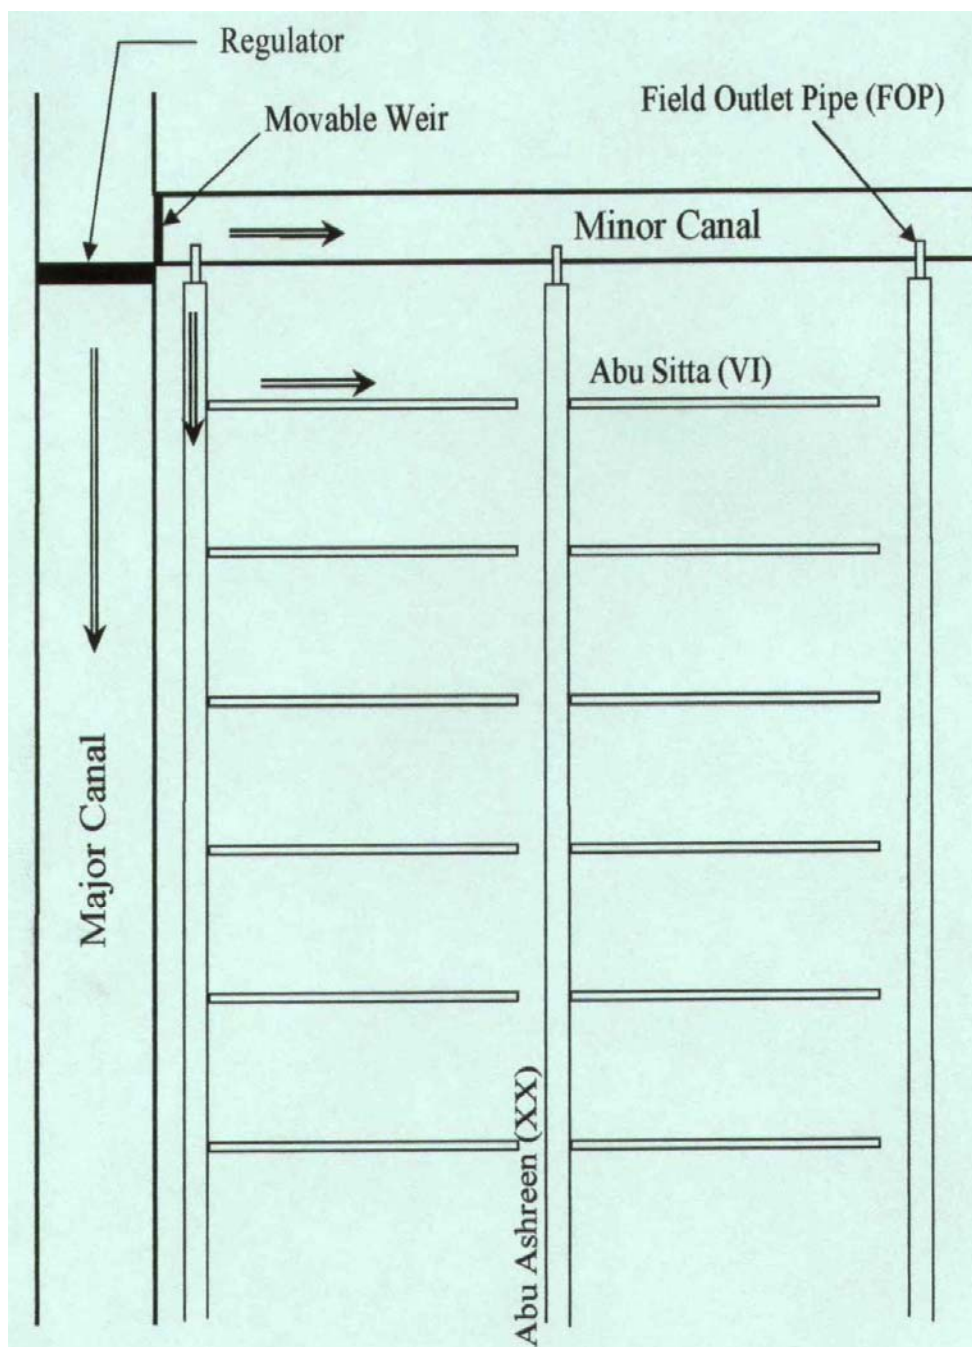 Regulator
Movable Weir
Field Outlet Pipe (FOP)
Minor Canal
Abu Sitta (VI)
Major Canal
Abu Ashreen (XX)